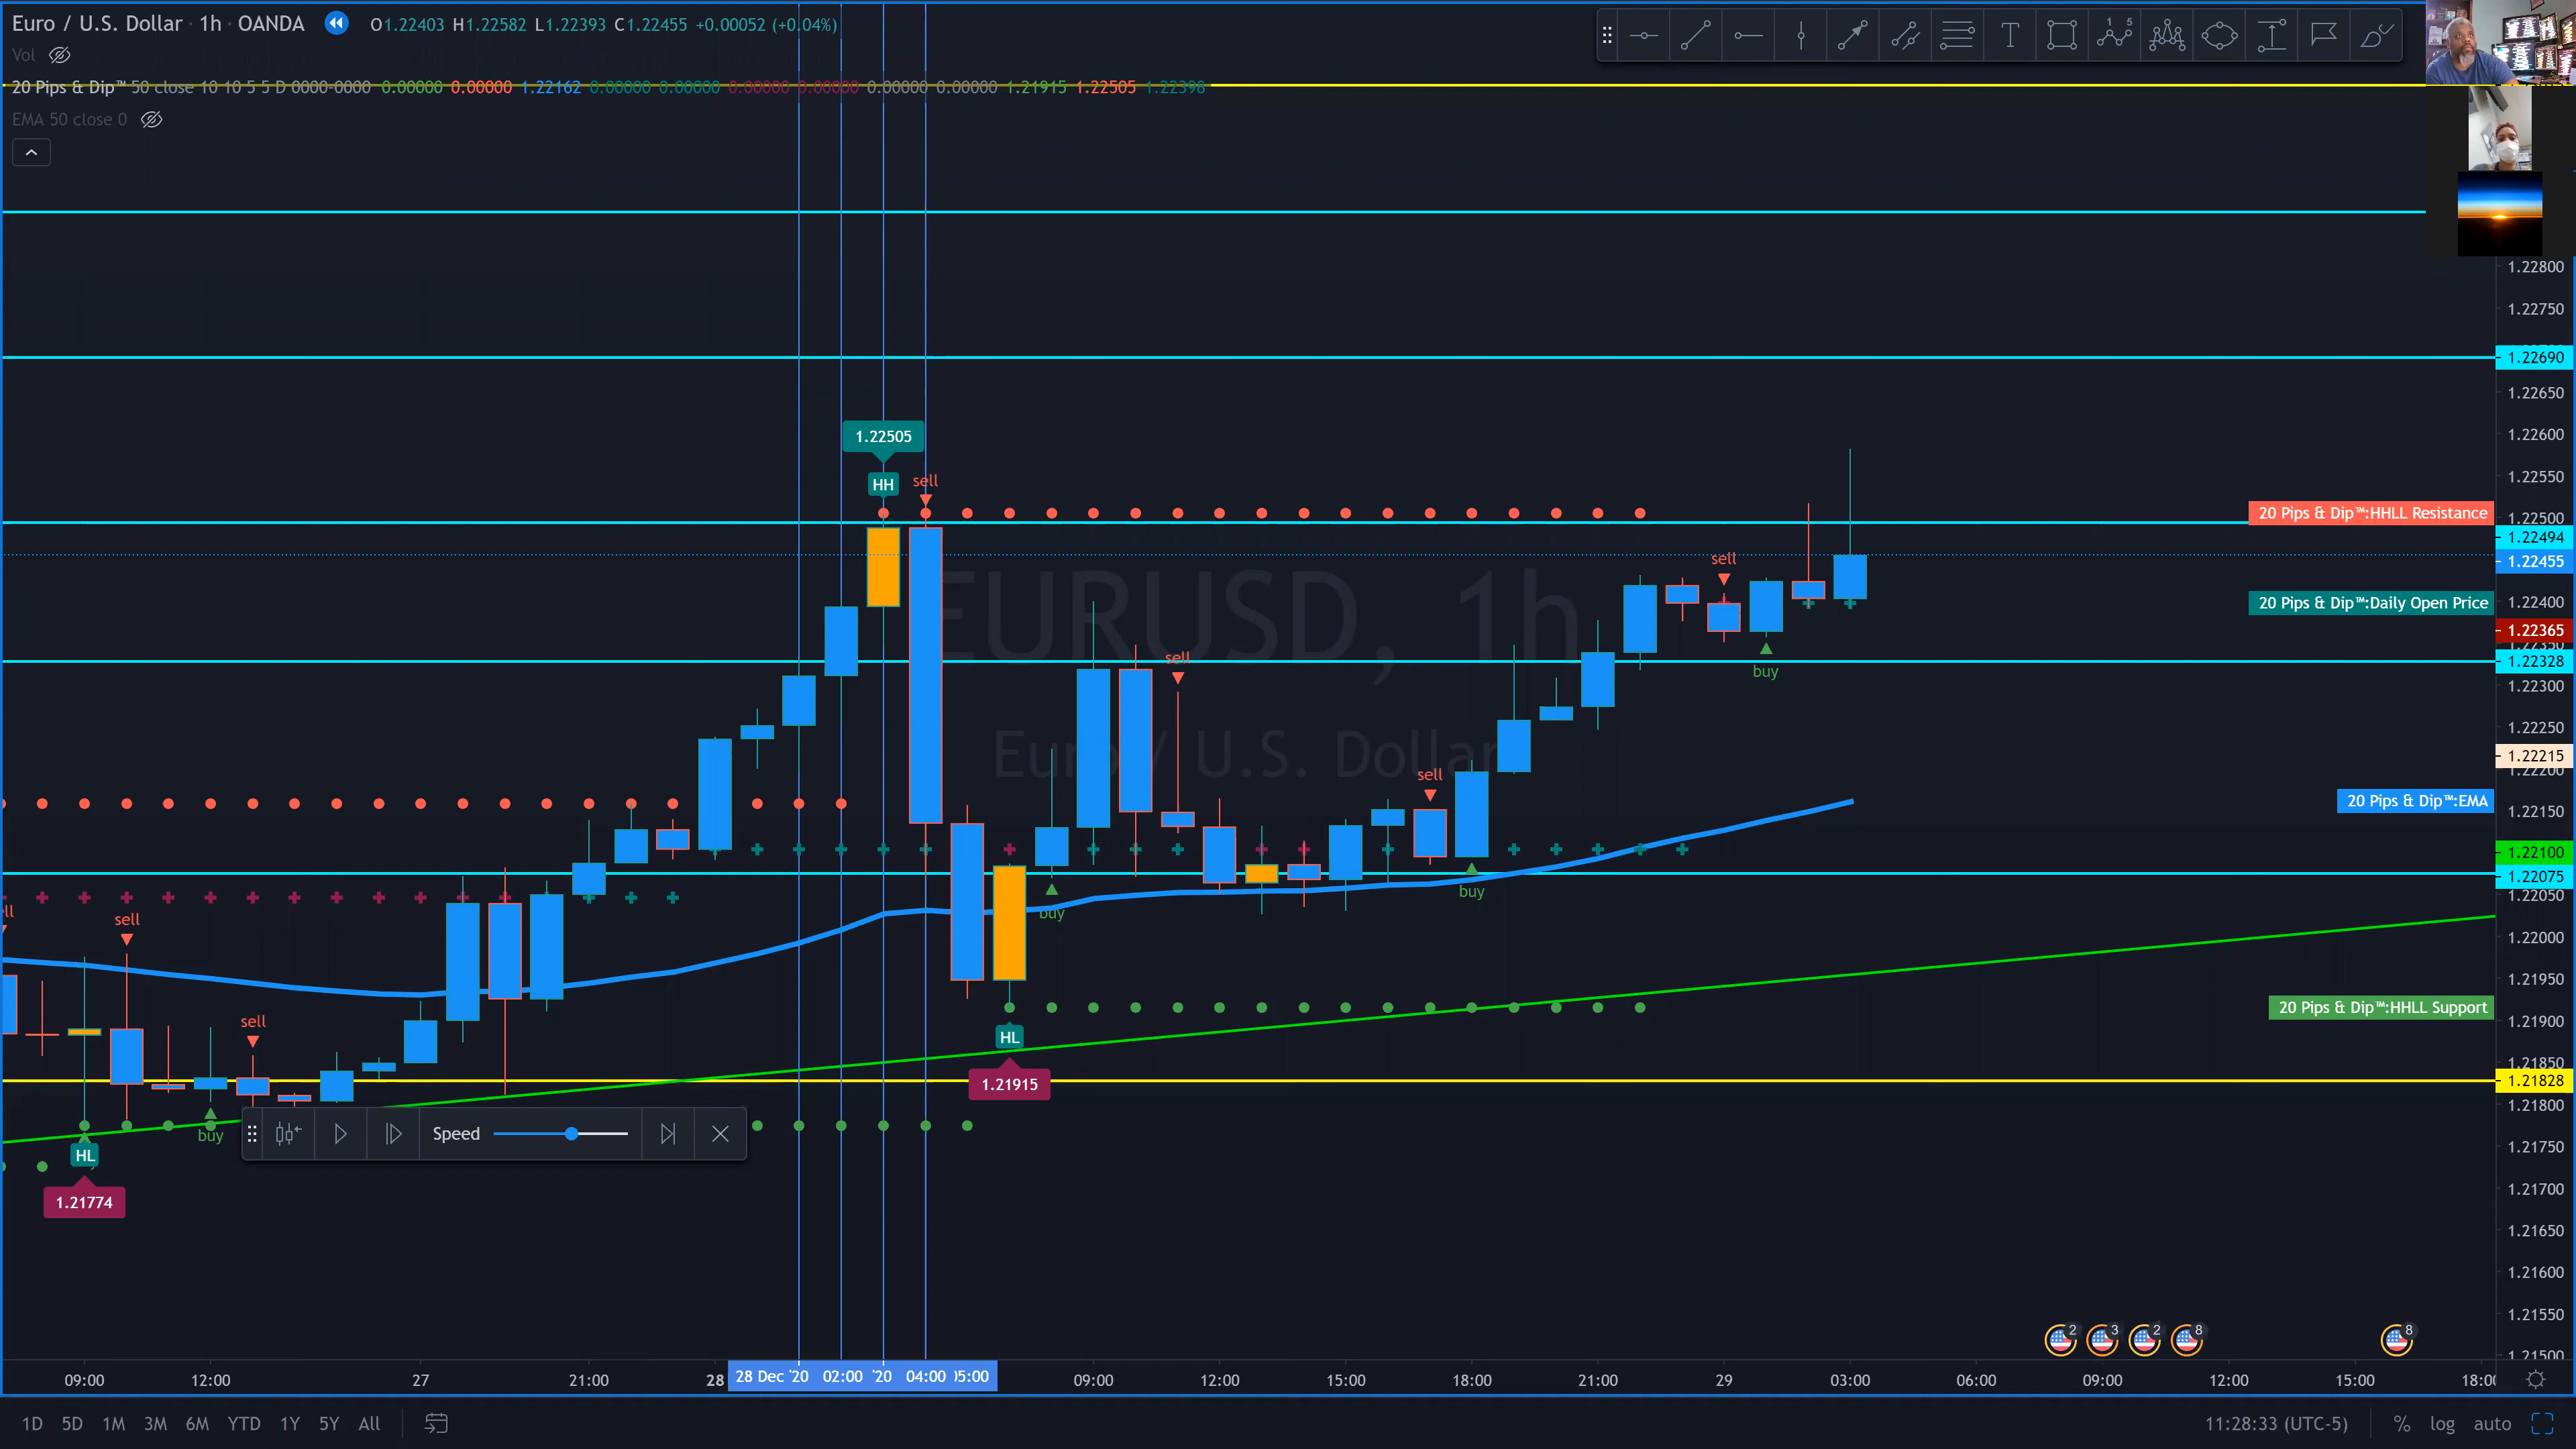 Euro / U.S. Dollar · 1h · OANDA O1.22403 H1.22582 L1.22393 C1.22455 +0.00052 (+0.04%)
Vol
20 Pips & Dip™ 50 close 10 10 5 5 D 0000-0000 0.00000 0.00000 1.22162 0.00000 0.00000 0.00000 0.00000 0.00000 0.00000 1.21915 1.22505 1.22398
EMA 50 close 0
1.22800
1.22750
1.22690
1.22650
1.22600
1.22505
HH
sell
1.22550
20 Pips & Dip™:HHLL Resistance
1.22500
1.22494
1.22455
sell
EURUSD, 1h
20 Pips & Dip™:Daily Open Price
1.22400
1.22365
1.22350
1.22328
sell
buy
1.22300
1.22250
Euro / U.S. Dollar
1.22215
1.22200
sell
20 Pips & Dip™:EMA
1.22150
1.22100
1.22075
buy
1.22050
buy
sell
ell
1.22000
1.21950
20 Pips & Dip™:HHLL Support
1.21900
sell
HL
1.21850
1.21915
1.21828
1.21800
buy
Speed
1.21750
HL
1.21774
1.21700
1.21650
1.21600
1.21550
2 3 2 8 8
1.21500
09:00 12:00 27 21:00 28 28 Dec '20 02:00 '20 04:00 05:00 09:00 12:00 15:00 18:00 21:00 29 03:00 06:00 09:00 12:00 15:00 18:00
1D 5D 1M 3M 6M YTD 1Y 5Y All 11:28:33 (UTC-5) % log auto